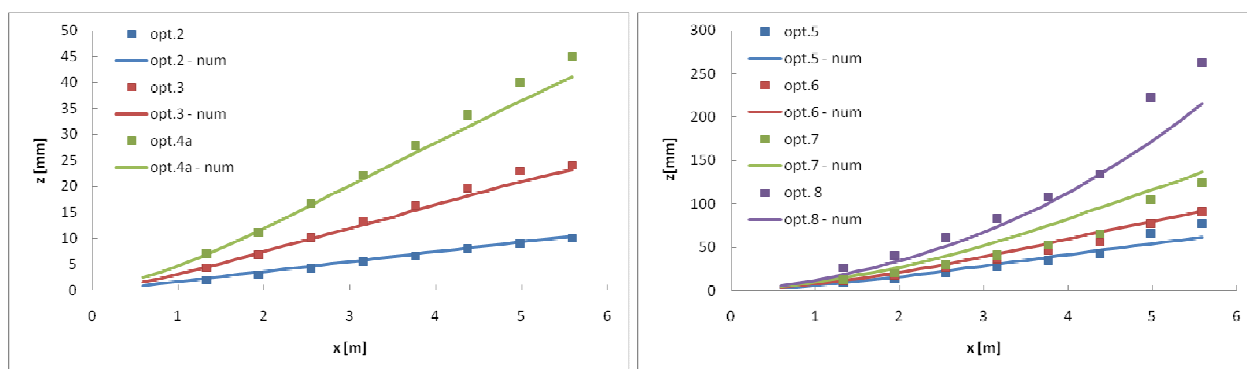 50
45
40
35
30
25
20
15
10
5
0
z [mm]
opt.2
opt.2 - num
opt.3
opt.3 - num
opt.4a
opt.4a - num
0 1 2 3 4 5 6
x [m]
300
250
200
150
100
50
0
z[mm]
opt.5
opt.5 - num
opt.6
opt.6 - num
opt.7
opt.7 - num
opt. 8
opt.8 - num
0 1 2 3 4 5 6
x [m]